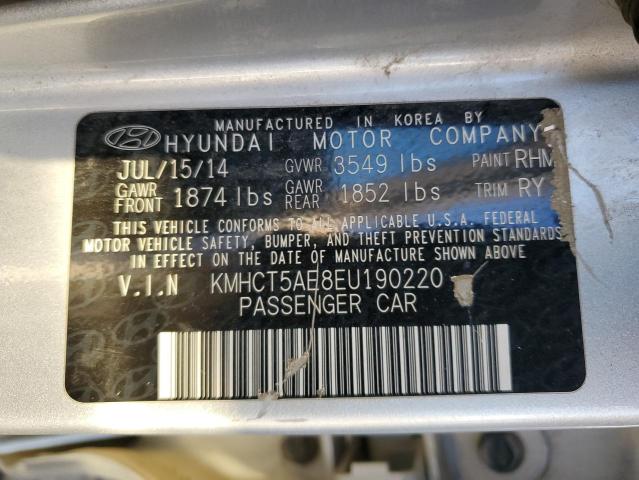 MANUFACTURED IN KOREA BY
HYUNDAI MOTOR COMPANY
JUL/15/14 GVWR 3549 lbs PAINT RHM
GAWR FRONT 1874 lbs GAWR REAR 1852 lbs TRIM RY
THIS VEHICLE CONFORMS TO ALL APPLICABLE U.S.A. FEDERAL
MOTOR VEHICLE SAFETY, BUMPER, AND THEFT PREVENTION STANDARDS
IN EFFECT ON THE DATE OF MANUFACTURE SHOWN ABOVE.
V.I.N KMHCT5AE8EU190220
PASSENGER CAR